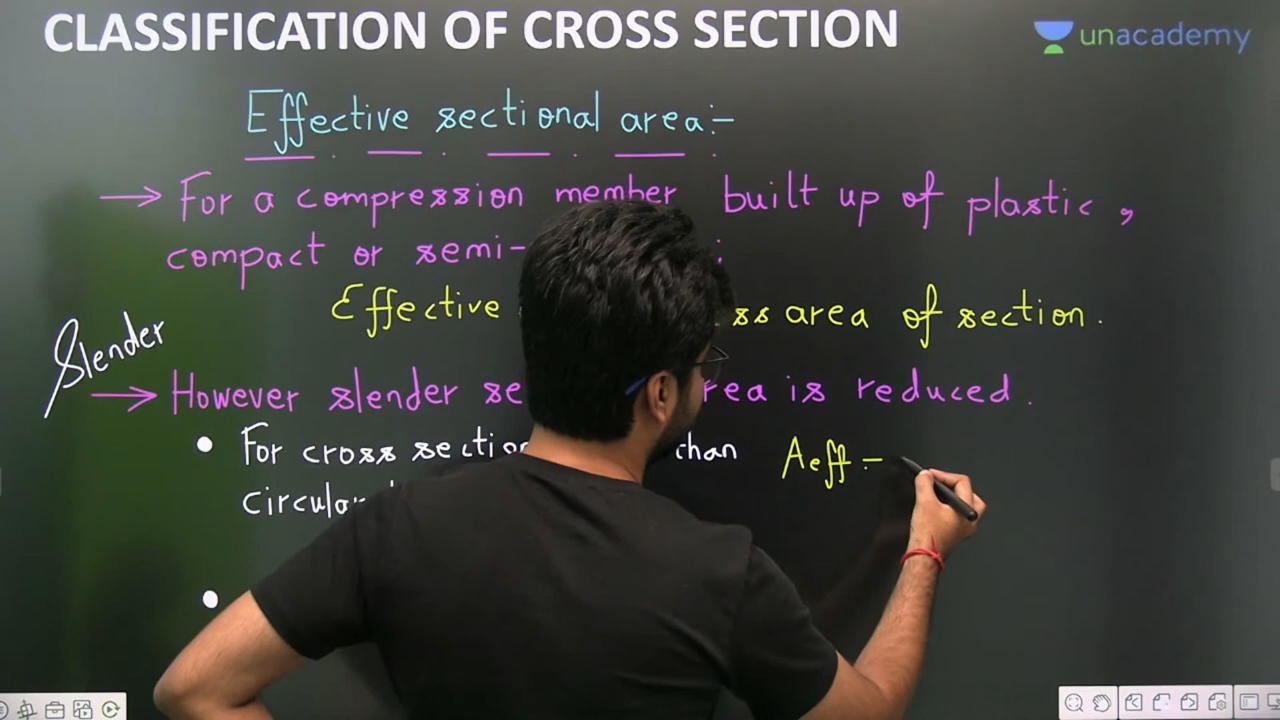 CLASSIFICATION OF CROSS SECTION
unacademy
Effective sectional area:-
→ For a compression member built up of plastic,
compact or semi-
Effective ss area of section.
Slender
→ However slender se rea is reduced.
• For cross section than
Aeff =
circular